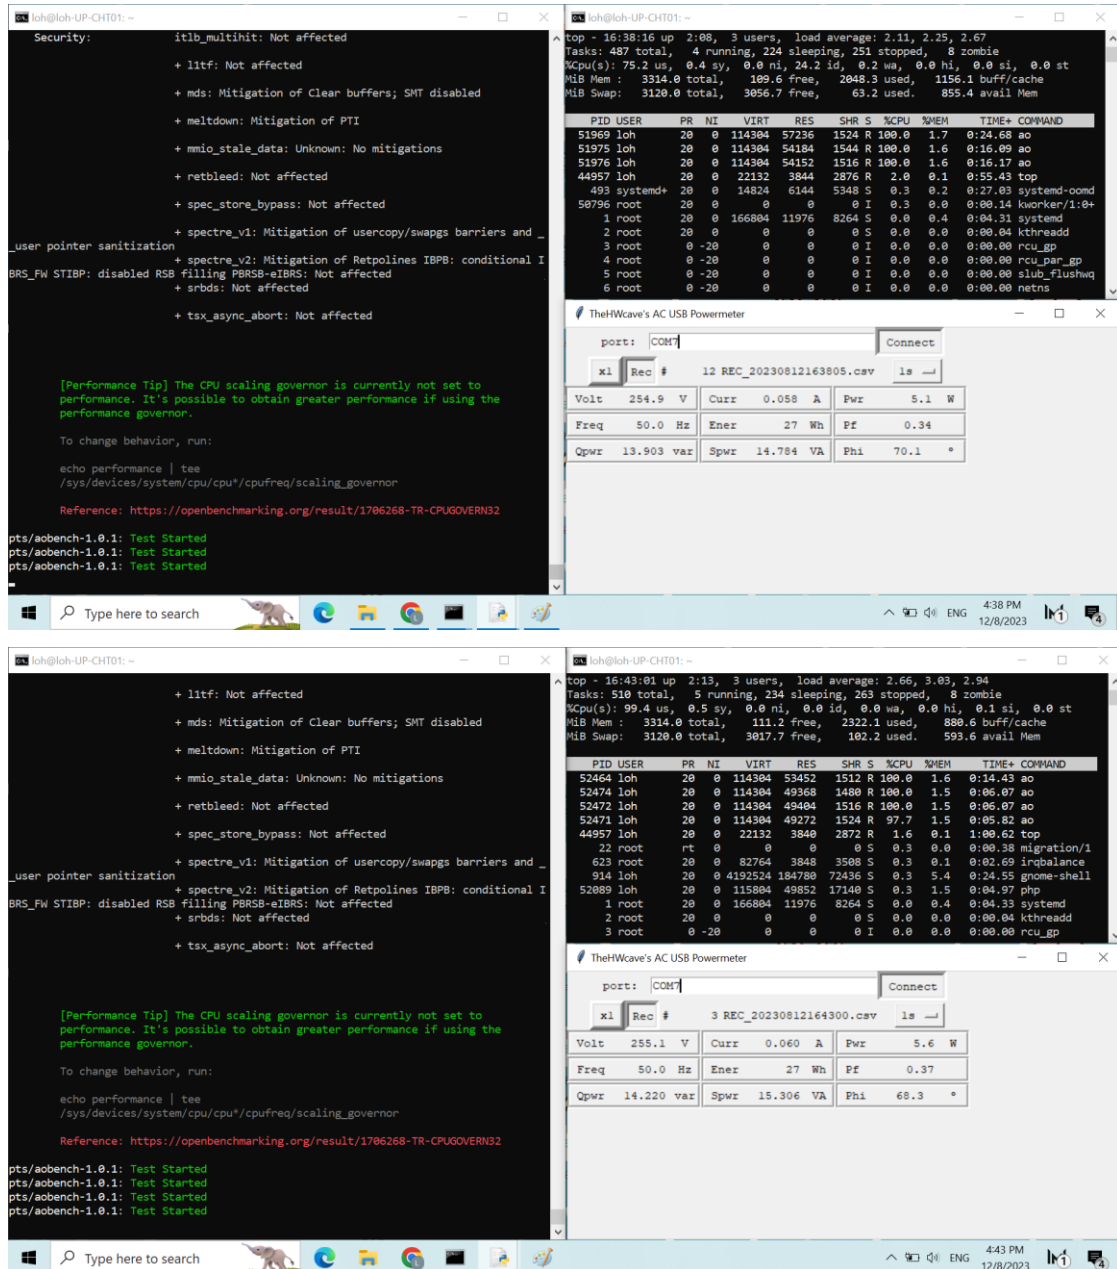 loh@loh-UP-CHT01: ~
Security: itlb_multihit: Not affected
+ l1tf: Not affected
+ mds: Mitigation of Clear buffers; SMT disabled
+ meltdown: Mitigation of PTI
+ mmio_stale_data: Unknown: No mitigations
+ retbleed: Not affected
+ spec_store_bypass: Not affected
+ spectre_v1: Mitigation of usercopy/swapgs barriers and _
_user pointer sanitization
+ spectre_v2: Mitigation of Retpolines IBPB: conditional I
BRS_FW STIBP: disabled RSB filling PBRSB-eIBRS: Not affected
+ srbds: Not affected
+ tsx_async_abort: Not affected
[Performance Tip] The CPU scaling governor is currently not set to
performance. It's possible to obtain greater performance if using the
performance governor.
To change behavior, run:
echo performance | tee
/sys/devices/system/cpu/cpu*/cpufreq/scaling_governor
Reference: https://openbenchmarking.org/result/1706268-TR-CPUGOVERN32
pts/aobench-1.0.1: Test Started
pts/aobench-1.0.1: Test Started
pts/aobench-1.0.1: Test Started
loh@loh-UP-CHT01: ~
top - 16:38:16 up 2:08, 3 users, load average: 2.11, 2.25, 2.67
Tasks: 487 total, 4 running, 224 sleeping, 251 stopped, 8 zombie
%Cpu(s): 75.2 us, 0.4 sy, 0.0 ni, 24.2 id, 0.2 wa, 0.0 hi, 0.0 si, 0.0 st
MiB Mem : 3314.0 total, 109.6 free, 2048.3 used, 1156.1 buff/cache
MiB Swap: 3120.0 total, 3056.7 free, 63.2 used. 855.4 avail Mem
PID USER PR NI VIRT RES SHR S %CPU %MEM TIME+ COMMAND
51969 loh 20 0 114304 57236 1524 R 100.0 1.7 0:24.68 ao
51975 loh 20 0 114304 54184 1544 R 100.0 1.6 0:16.09 ao
51976 loh 20 0 114304 54152 1516 R 100.0 1.6 0:16.17 ao
44957 loh 20 0 22132 3844 2876 R 2.0 0.1 0:55.43 top
493 systemd+ 20 0 14824 6144 5348 S 0.3 0.2 0:27.03 systemd-oomd
50796 root 20 0 0 0 0 I 0.3 0.0 0:00.14 kworker/1:0+
1 root 20 0 166804 11976 8264 S 0.0 0.4 0:04.31 systemd
2 root 20 0 0 0 0 S 0.0 0.0 0:00.04 kthreadd
3 root 0 -20 0 0 0 I 0.0 0.0 0:00.00 rcu_gp
4 root 0 -20 0 0 0 I 0.0 0.0 0:00.00 rcu_par_gp
5 root 0 -20 0 0 0 I 0.0 0.0 0:00.00 slub_flushwq
6 root 0 -20 0 0 0 I 0.0 0.0 0:00.00 netns
TheHWcave's AC USB Powermeter
port: COM7 Connect
x1 Rec # 12 REC_20230812163805.csv 1s
Volt 254.9 V Curr 0.058 A Pwr 5.1 W
Freq 50.0 Hz Ener 27 Wh Pf 0.34
Qpwr 13.903 var Spwr 14.784 VA Phi 70.1 °
Type here to search
ENG
4:38 PM
12/8/2023
1
4
loh@loh-UP-CHT01: ~
+ l1tf: Not affected
+ mds: Mitigation of Clear buffers; SMT disabled
+ meltdown: Mitigation of PTI
+ mmio_stale_data: Unknown: No mitigations
+ retbleed: Not affected
+ spec_store_bypass: Not affected
+ spectre_v1: Mitigation of usercopy/swapgs barriers and _
_user pointer sanitization
+ spectre_v2: Mitigation of Retpolines IBPB: conditional I
BRS_FW STIBP: disabled RSB filling PBRSB-eIBRS: Not affected
+ srbds: Not affected
+ tsx_async_abort: Not affected
[Performance Tip] The CPU scaling governor is currently not set to
performance. It's possible to obtain greater performance if using the
performance governor.
To change behavior, run:
echo performance | tee
/sys/devices/system/cpu/cpu*/cpufreq/scaling_governor
Reference: https://openbenchmarking.org/result/1706268-TR-CPUGOVERN32
pts/aobench-1.0.1: Test Started
pts/aobench-1.0.1: Test Started
pts/aobench-1.0.1: Test Started
pts/aobench-1.0.1: Test Started
loh@loh-UP-CHT01: ~
top - 16:43:01 up 2:13, 3 users, load average: 2.66, 3.03, 2.94
Tasks: 510 total, 5 running, 234 sleeping, 263 stopped, 8 zombie
%Cpu(s): 99.4 us, 0.5 sy, 0.0 ni, 0.0 id, 0.0 wa, 0.0 hi, 0.1 si, 0.0 st
MiB Mem : 3314.0 total, 111.2 free, 2322.1 used, 880.6 buff/cache
MiB Swap: 3120.0 total, 3017.7 free, 102.2 used. 593.6 avail Mem
PID USER PR NI VIRT RES SHR S %CPU %MEM TIME+ COMMAND
52464 loh 20 0 114304 53452 1512 R 100.0 1.6 0:14.43 ao
52474 loh 20 0 114304 49368 1480 R 100.0 1.5 0:06.07 ao
52472 loh 20 0 114304 49404 1516 R 100.0 1.5 0:06.07 ao
52471 loh 20 0 114304 49272 1524 R 97.7 1.5 0:05.82 ao
44957 loh 20 0 22132 3840 2872 R 1.6 0.1 1:00.62 top
22 root rt 0 0 0 0 S 0.3 0.0 0:00.38 migration/1
623 root 20 0 82764 3848 3508 S 0.3 0.1 0:02.69 irqbalance
914 loh 20 0 4192524 184780 72436 S 0.3 5.4 0:24.55 gnome-shell
52089 loh 20 0 115804 49852 17140 S 0.3 1.5 0:04.97 php
1 root 20 0 166804 11976 8264 S 0.0 0.4 0:04.33 systemd
2 root 20 0 0 0 0 S 0.0 0.0 0:00.04 kthreadd
3 root 0 -20 0 0 0 I 0.0 0.0 0:00.00 rcu_gp
TheHWcave's AC USB Powermeter
port: COM7 Connect
x1 Rec # 3 REC_20230812164300.csv 1s
Volt 255.1 V Curr 0.060 A Pwr 5.6 W
Freq 50.0 Hz Ener 27 Wh Pf 0.37
Qpwr 14.220 var Spwr 15.306 VA Phi 68.3 °
Type here to search
ENG
4:43 PM
12/8/2023
1
4